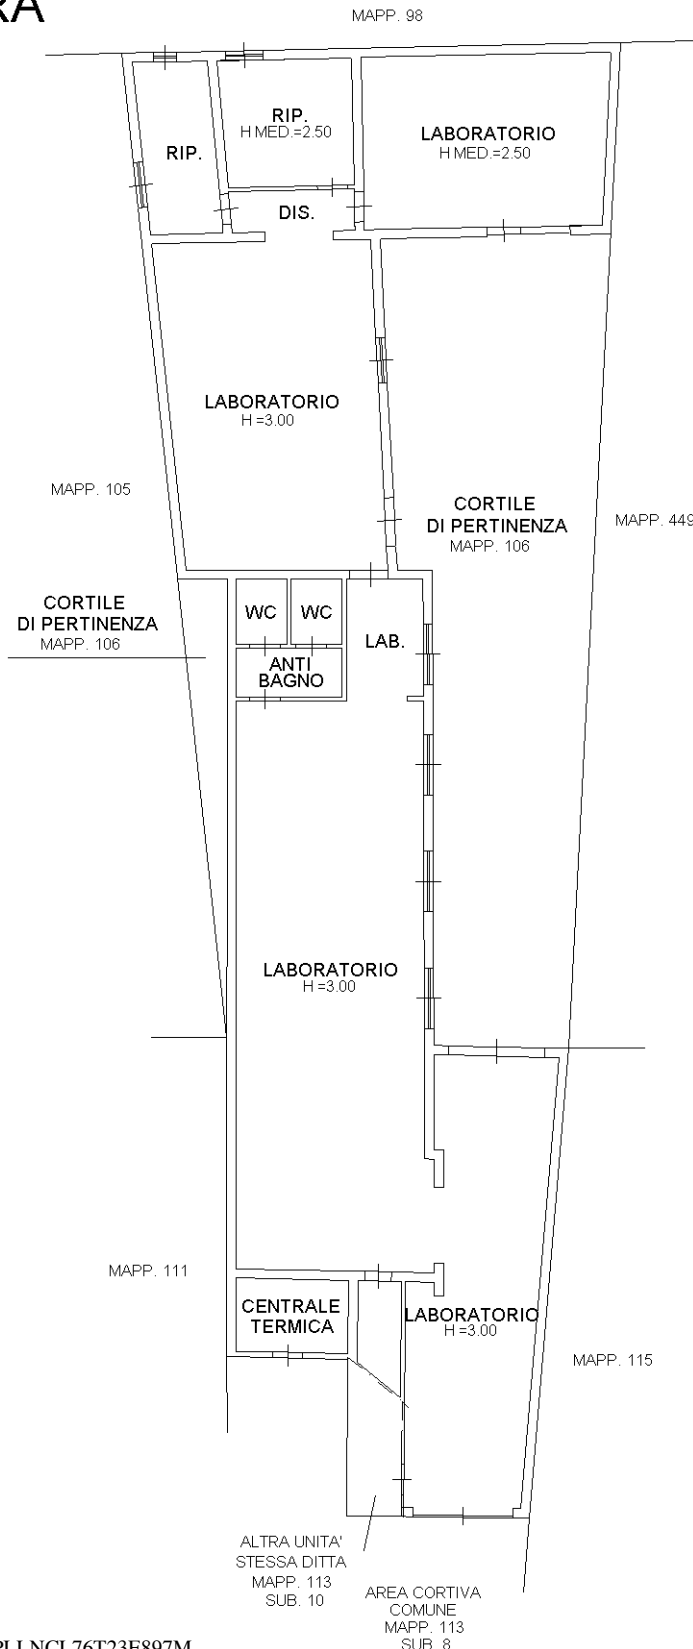 RA
MAPP. 98
RIP.
H MED.=2.50
LABORATORIO
H MED.=2.50
RIP.
DIS.
LABORATORIO
H =3.00
MAPP. 105
CORTILE
DI PERTINENZA
MAPP. 106
MAPP. 449
CORTILE
DI PERTINENZA
MAPP. 106
WC
WC
LAB.
ANTI
BAGNO
LABORATORIO
H =3.00
MAPP. 111
CENTRALE
TERMICA
LABORATORIO
H =3.00
MAPP. 115
ALTRA UNITA'
STESSA DITTA
MAPP. 113
SUB. 10
AREA CORTIVA
COMUNE
MAPP. 113
SUB. 8